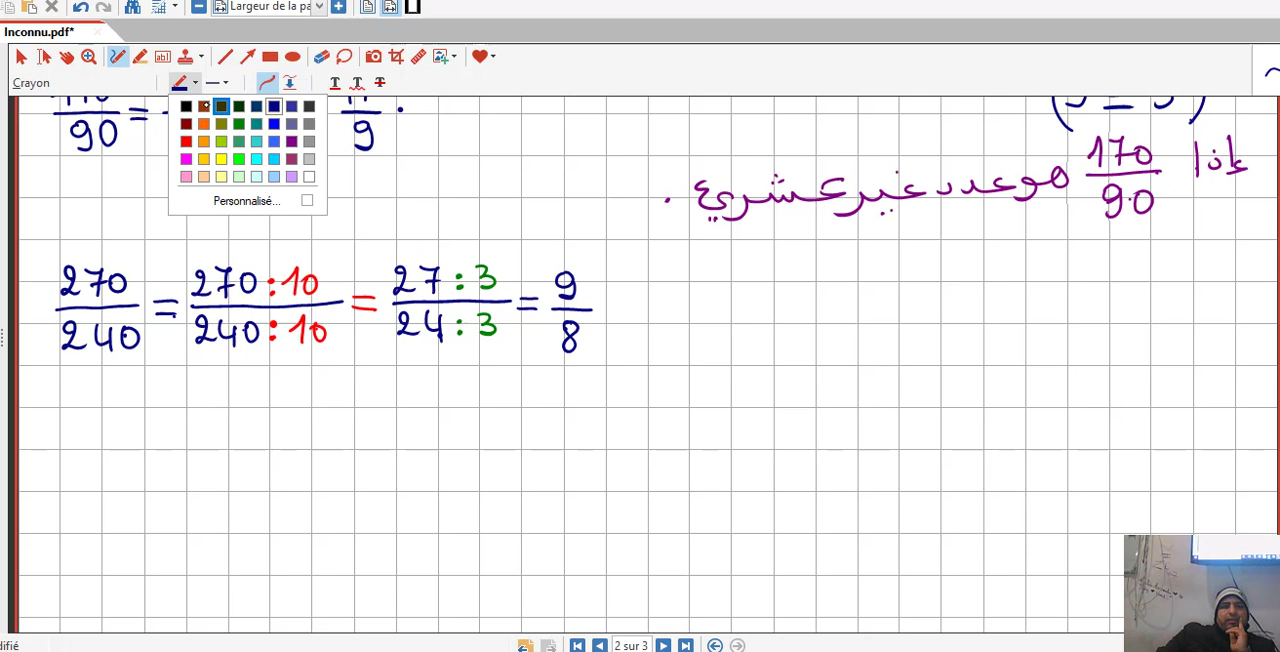 Largeur de la pa
Inconnu.pdf*
Crayon
Personnalisé...
90 = 9 .
إذا 170/90 هو عدد غير عشري .
270/240 = 270:10/240:10 = 27:3/24:3 = 9/8
difié
2 sur 3